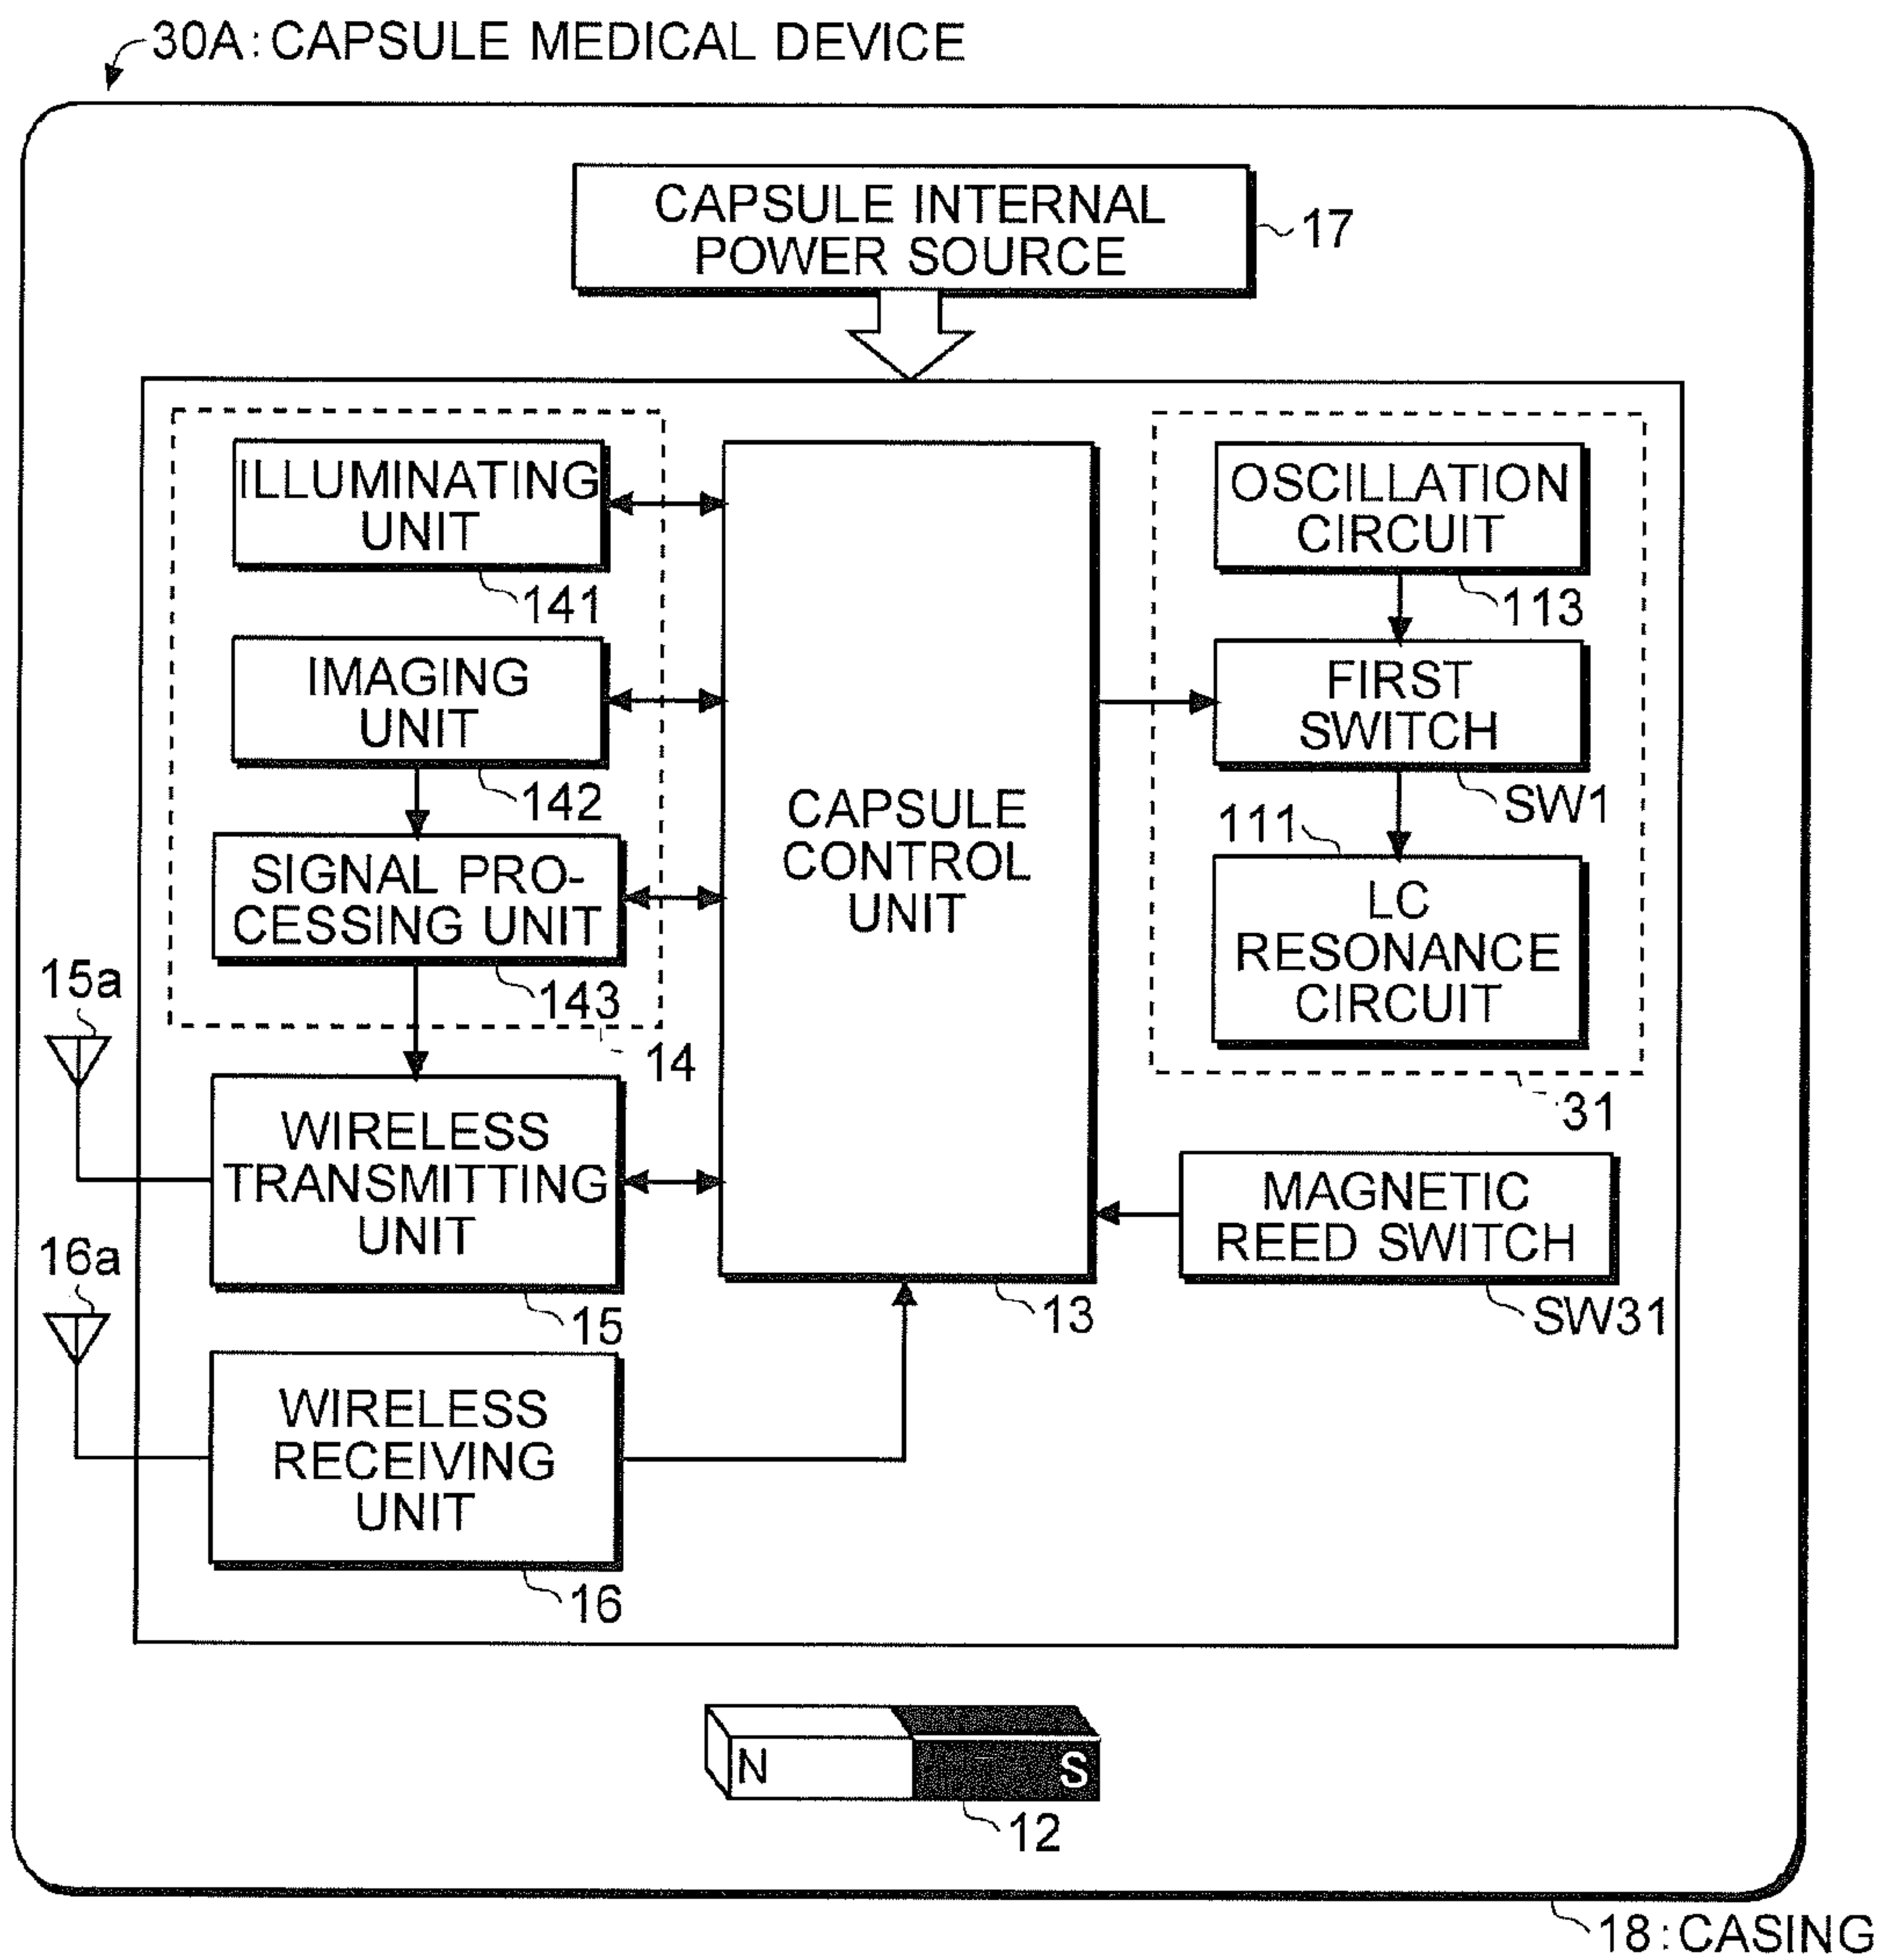 30A:CAPSULE MEDICAL DEVICE
CAPSULE INTERNAL
POWER SOURCE
17
ILLUMINATING
UNIT
141
IMAGING
UNIT
142
SIGNAL PRO-
CESSING UNIT
143
14
15a
WIRELESS
TRANSMITTING
UNIT
15
16a
WIRELESS
RECEIVING
UNIT
16
CAPSULE
CONTROL
UNIT
13
OSCILLATION
CIRCUIT
113
FIRST
SWITCH
SW1
111
LC
RESONANCE
CIRCUIT
31
MAGNETIC
REED SWITCH
SW31
N
S
12
18:CASING